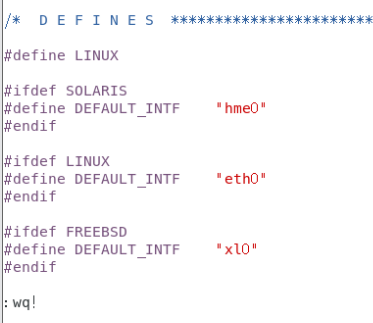 /*  D E F I N E S  ************************
#define LINUX
#ifdef SOLARIS
#define DEFAULT_INTF    "hme0"
#endif
#ifdef LINUX
#define DEFAULT_INTF    "eth0"
#endif
#ifdef FREEBSD
#define DEFAULT_INTF    "xl0"
#endif
:wq!